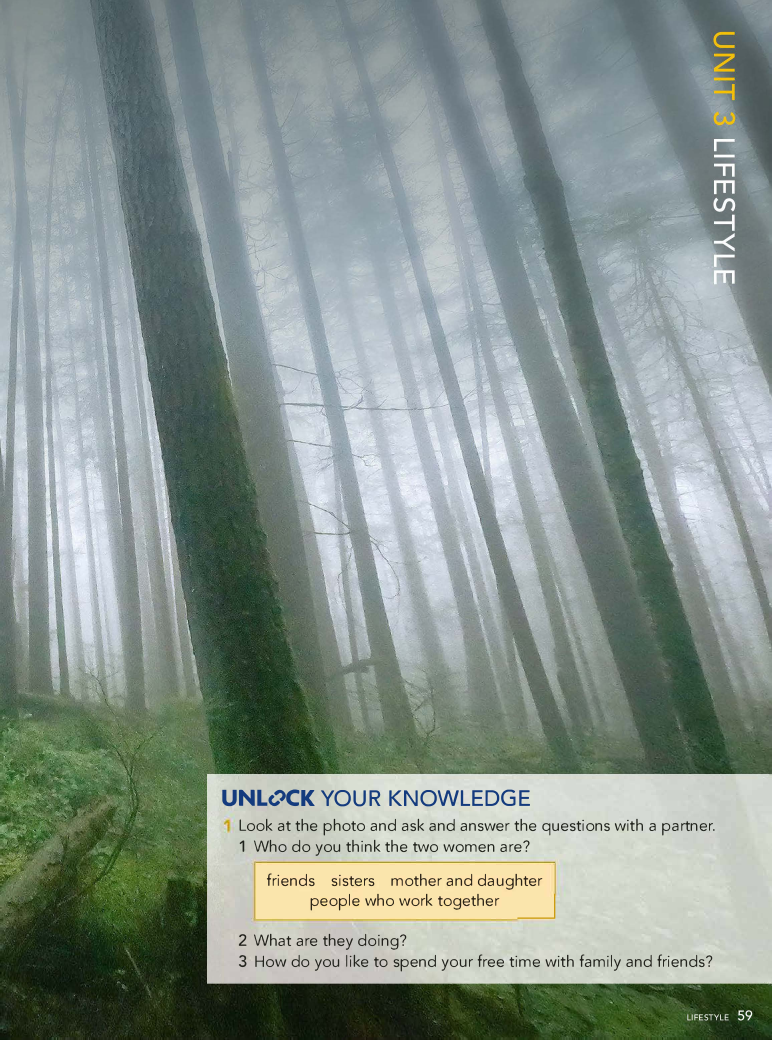 UNIT 3 LIFESTYLE
UNLOCK YOUR KNOWLEDGE
1 Look at the photo and ask and answer the questions with a partner.
1 Who do you think the two women are?
friends sisters mother and daughter
people who work together
2 What are they doing?
3 How do you like to spend your free time with family and friends?
LIFESTYLE 59